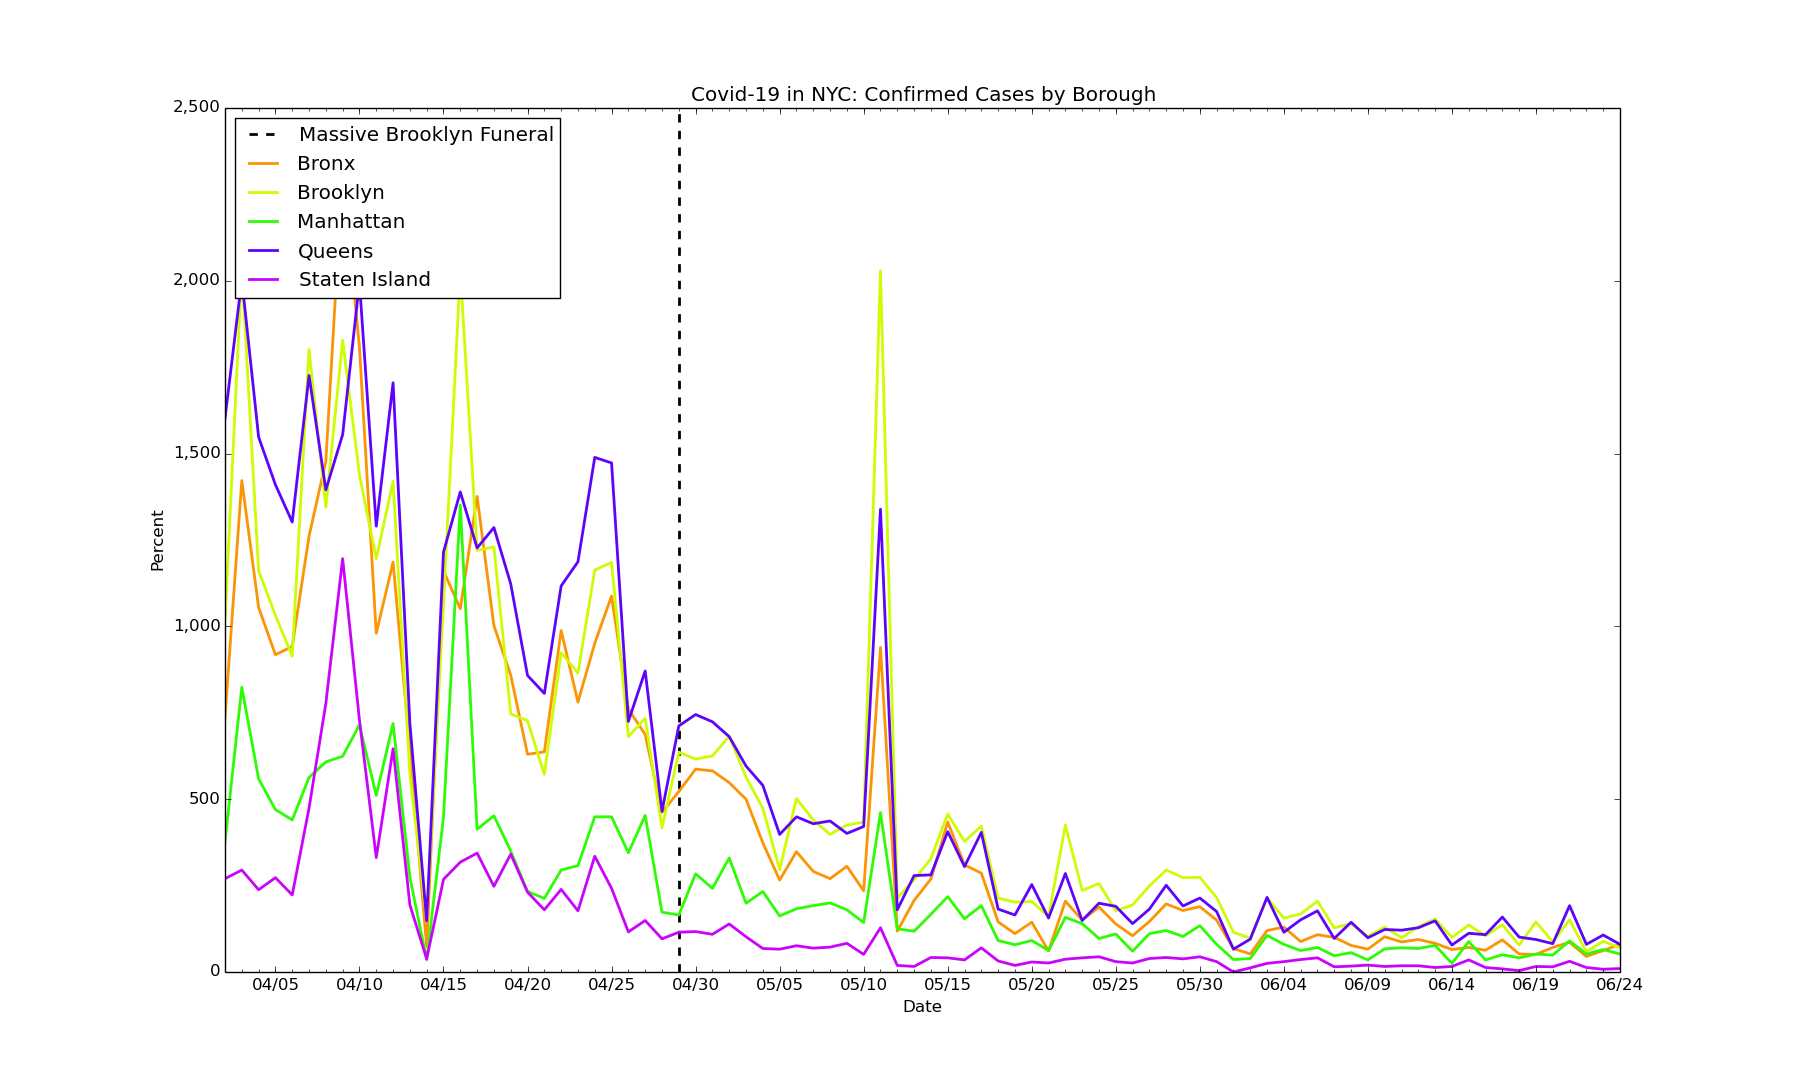 Covid-19 in NYC: Confirmed Cases by Borough
2,500
2,000
1,500
1,000
500
0
Percent
Massive Brooklyn Funeral
Bronx
Brooklyn
Manhattan
Queens
Staten Island
04/05 04/10 04/15 04/20 04/25 04/30 05/05 05/10 05/15 05/20 05/25 05/30 06/04 06/09 06/14 06/19 06/24
Date